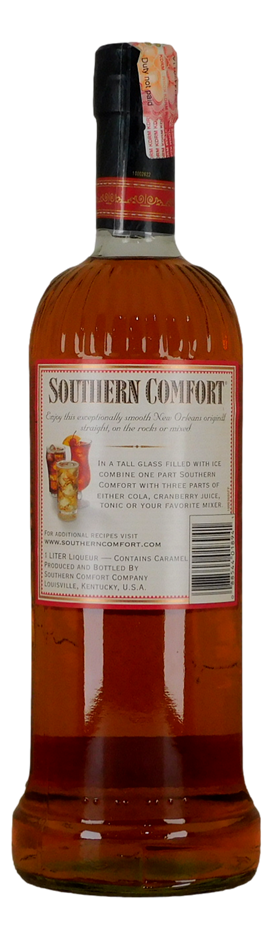 Duty not paid
SOUTHERN COMFORT
Enjoy this exceptionally smooth New Orleans original
straight, on the rocks or mixed
IN A TALL GLASS FILLED WITH ICE
COMBINE ONE PART SOUTHERN
COMFORT WITH THREE PARTS OF
EITHER COLA, CRANBERRY JUICE,
TONIC OR YOUR FAVORITE MIXER.
FOR ADDITIONAL RECIPES VISIT
WWW.SOUTHERNCOMFORT.COM
1 LITER LIQUEUR — CONTAINS CARAMEL
PRODUCED AND BOTTLED BY
SOUTHERN COMFORT COMPANY
LOUISVILLE, KENTUCKY, U.S.A.